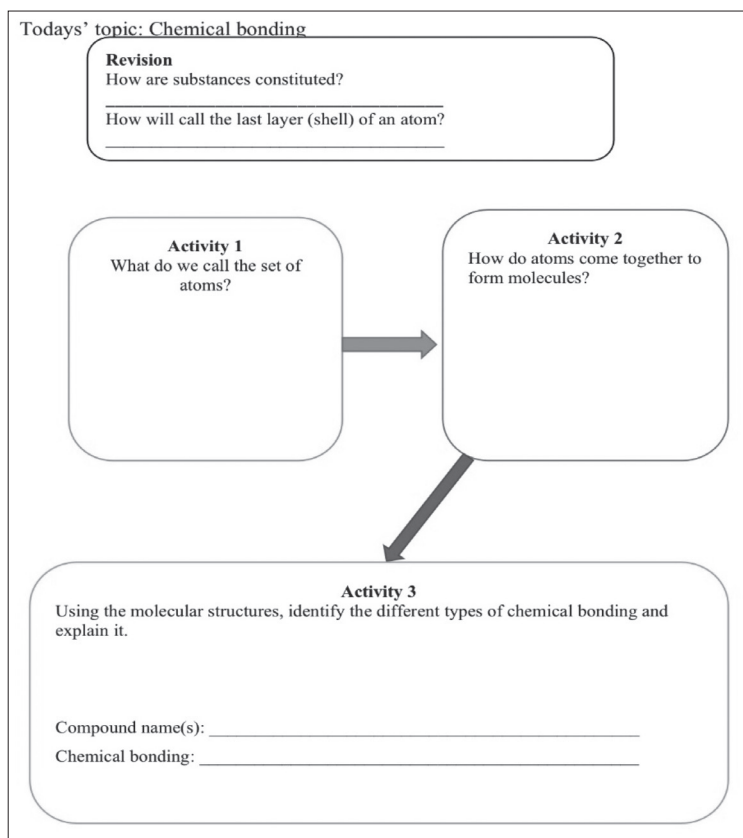 Todays’ topic: Chemical bonding
Revision
How are substances constituted?
How will call the last layer (shell) of an atom?
Activity 1
What do we call the set of
atoms?
Activity 2
How do atoms come together to
form molecules?
Activity 3
Using the molecular structures, identify the different types of chemical bonding and
explain it.
Compound name(s):
Chemical bonding: